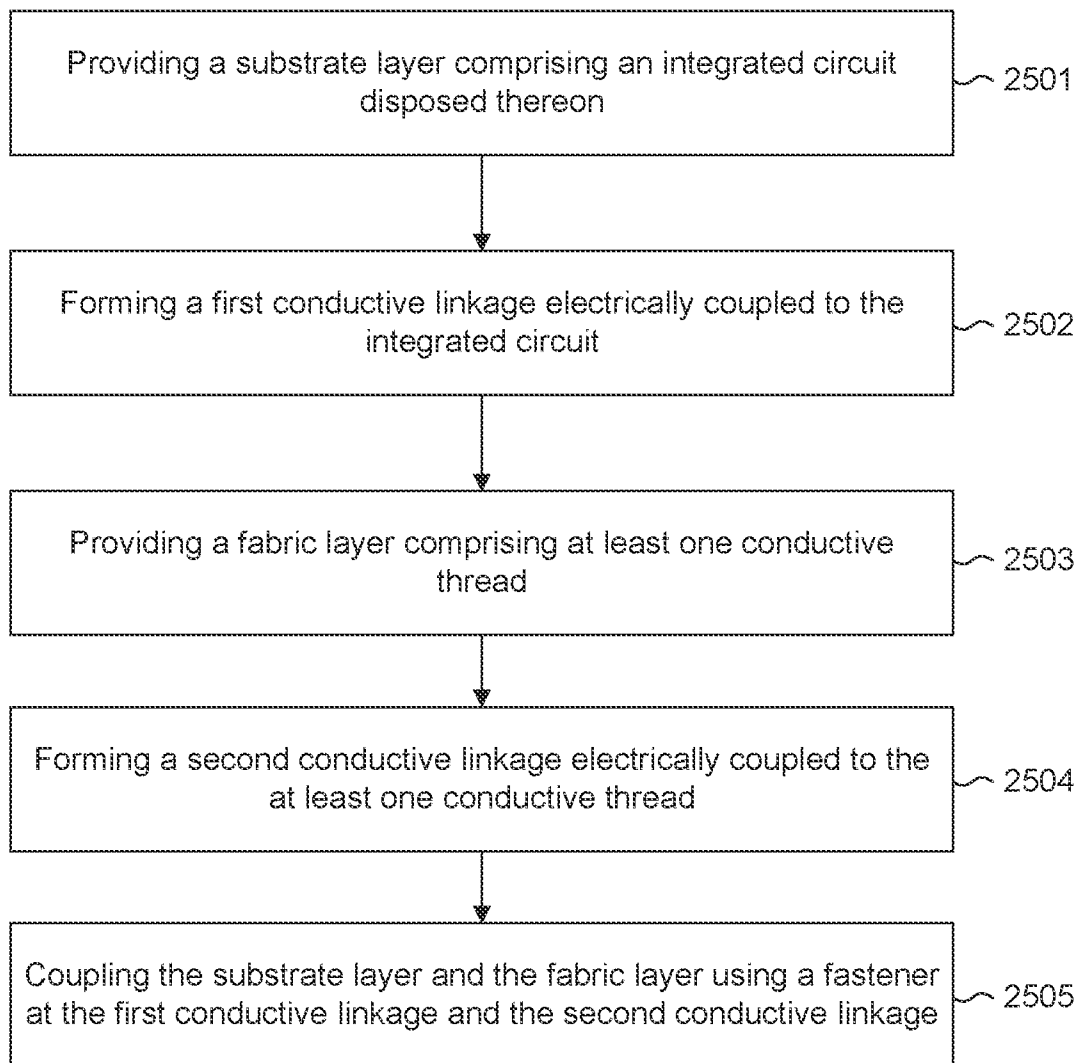 Providing a substrate layer comprising an integrated circuit
disposed thereon
2501
Forming a first conductive linkage electrically coupled to the
integrated circuit
2502
Providing a fabric layer comprising at least one conductive
thread
2503
Forming a second conductive linkage electrically coupled to the
at least one conductive thread
2504
Coupling the substrate layer and the fabric layer using a fastener
at the first conductive linkage and the second conductive linkage
2505